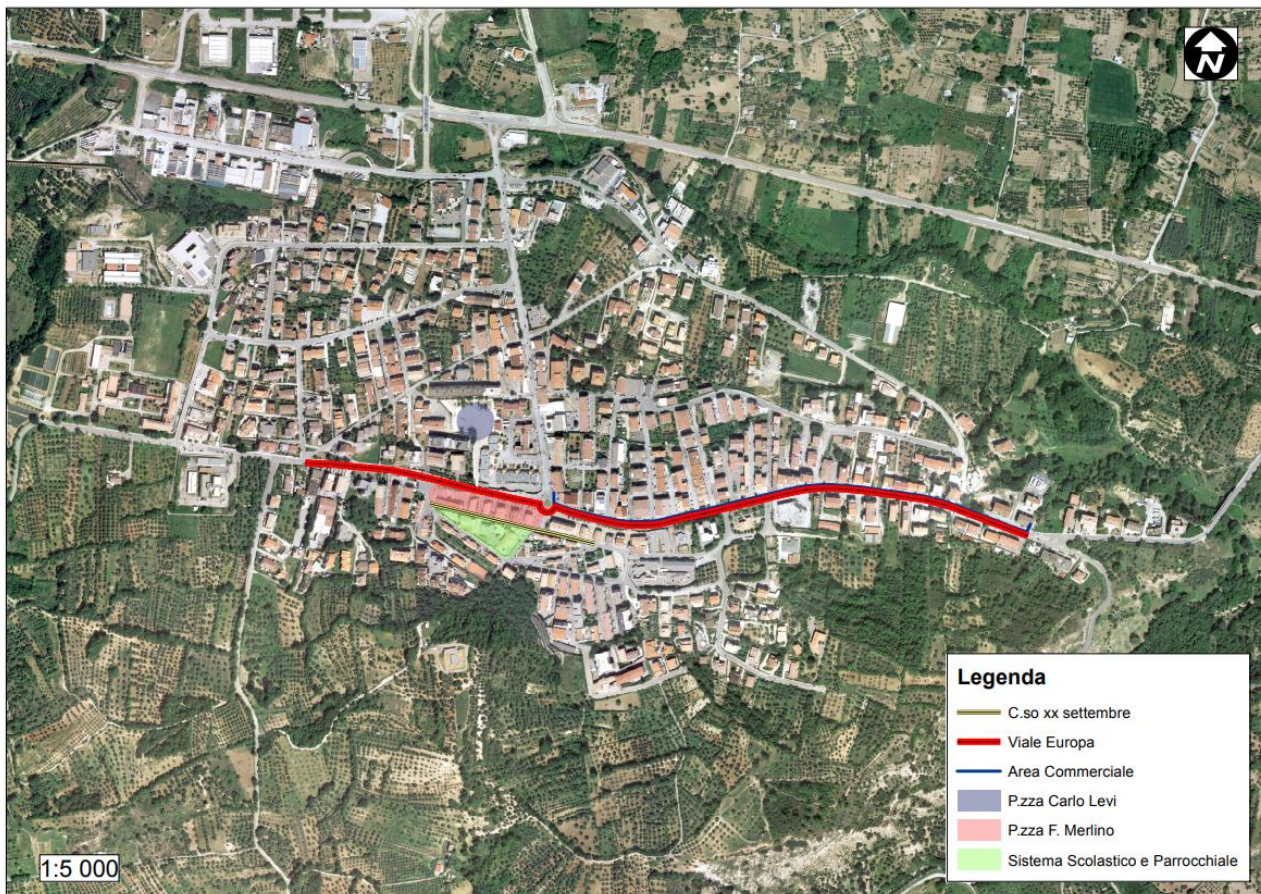 N
Legenda
C.so xx settembre
Viale Europa
Area Commerciale
P.zza Carlo Levi
P.zza F. Merlino
Sistema Scolastico e Parrocchiale
1:5 000